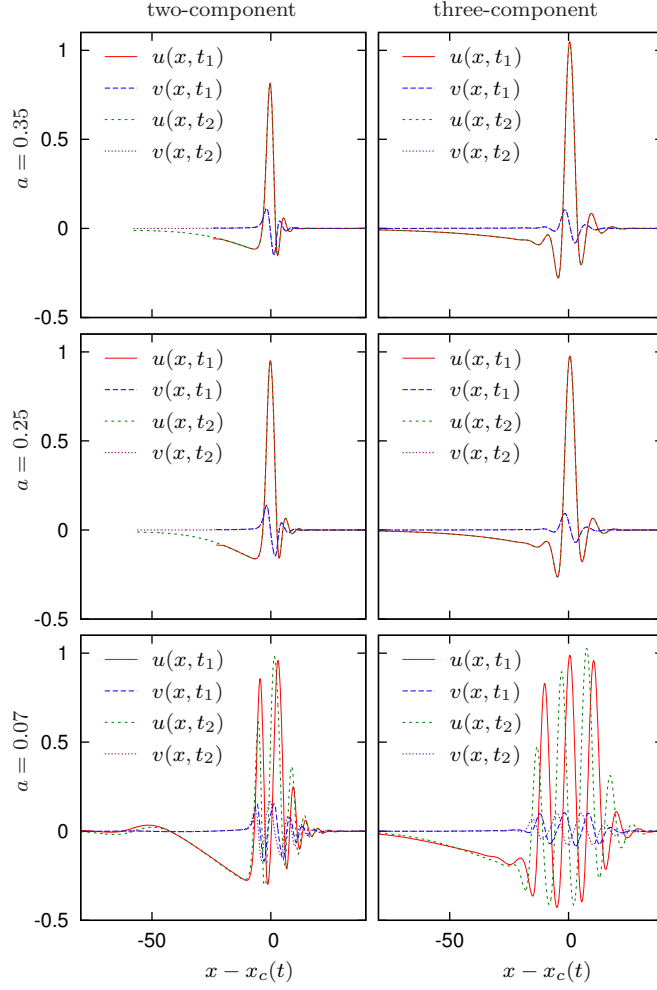 two-component three-component
1
0.5
0
-0.5
a = 0.35
u(x, t₁)
v(x, t₁)
u(x, t₂)
v(x, t₂)
u(x, t₁)
v(x, t₁)
u(x, t₂)
v(x, t₂)
1
0.5
0
-0.5
a = 0.25
u(x, t₁)
v(x, t₁)
u(x, t₂)
v(x, t₂)
u(x, t₁)
v(x, t₁)
u(x, t₂)
v(x, t₂)
1
0.5
0
-0.5
a = 0.07
u(x, t₁)
v(x, t₁)
u(x, t₂)
v(x, t₂)
u(x, t₁)
v(x, t₁)
u(x, t₂)
v(x, t₂)
-50 0 -50 0
x − x_c(t) x − x_c(t)